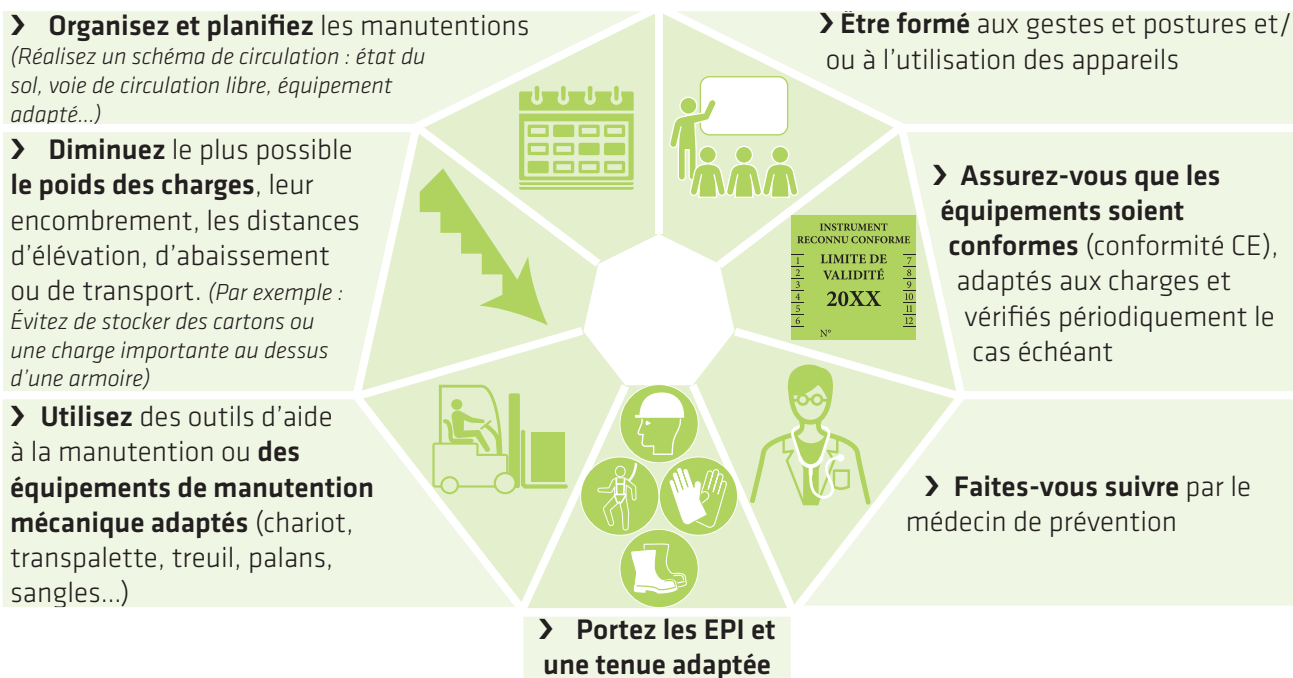 › Organisez et planifiez les manutentions
(Réalisez un schéma de circulation : état du
sol, voie de circulation libre, équipement
adapté...)
› Être formé aux gestes et postures et/
ou à l'utilisation des appareils
› Diminuez le plus possible
le poids des charges, leur
encombrement, les distances
d'élévation, d'abaissement
ou de transport. (Par exemple :
Évitez de stocker des cartons ou
une charge importante au dessus
d'une armoire)
› Assurez-vous que les
équipements soient
conformes (conformité CE),
adaptés aux charges et
vérifiés périodiquement le
cas échéant
INSTRUMENT
RECONNU CONFORME
1 LIMITE DE 7
2 VALIDITÉ 8
3 9
4 20XX 10
5 11
6 12
N°
› Utilisez des outils d'aide
à la manutention ou des
équipements de manutention
mécanique adaptés (chariot,
transpalette, treuil, palans,
sangles...)
› Faites-vous suivre par le
médecin de prévention
› Portez les EPI et
une tenue adaptée